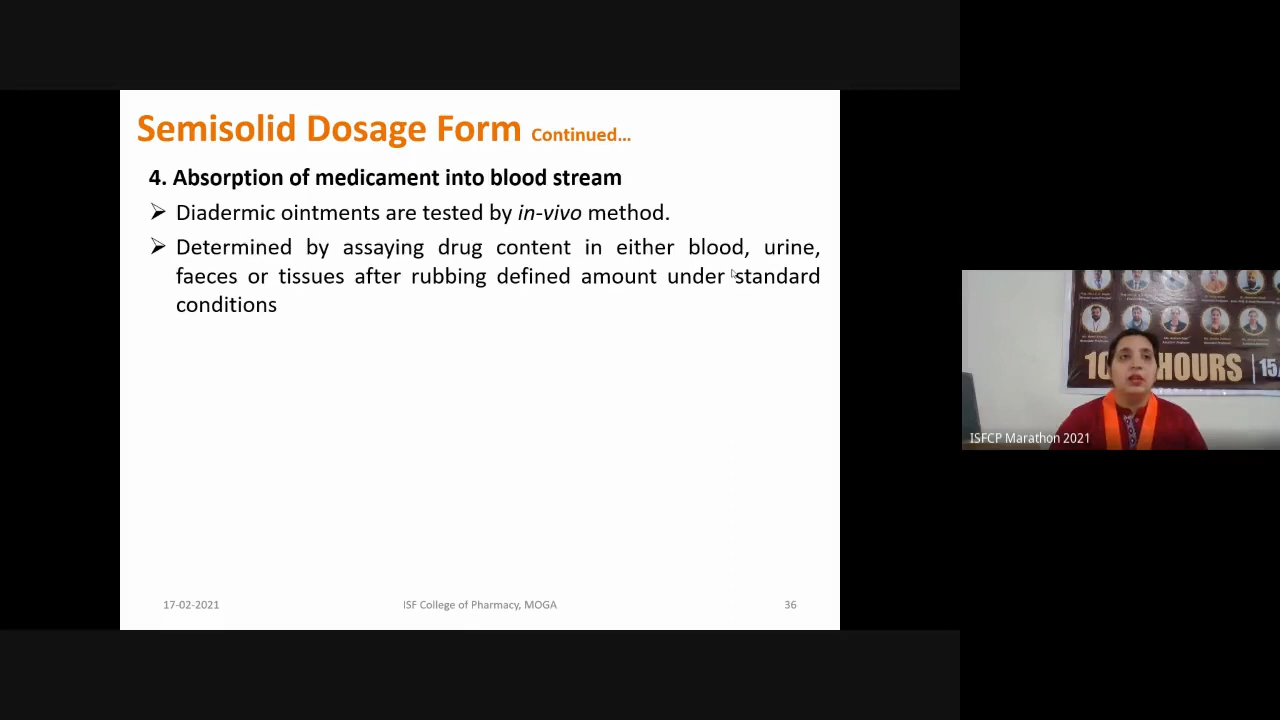 Semisolid Dosage Form Continued...
4. Absorption of medicament into blood stream
➢ Diadermic ointments are tested by in-vivo method.
➢ Determined by assaying drug content in either blood, urine,
faeces or tissues after rubbing defined amount under standard
conditions
17-02-2021
ISF College of Pharmacy, MOGA
36
HOURS
15
ISFCP Marathon 2021